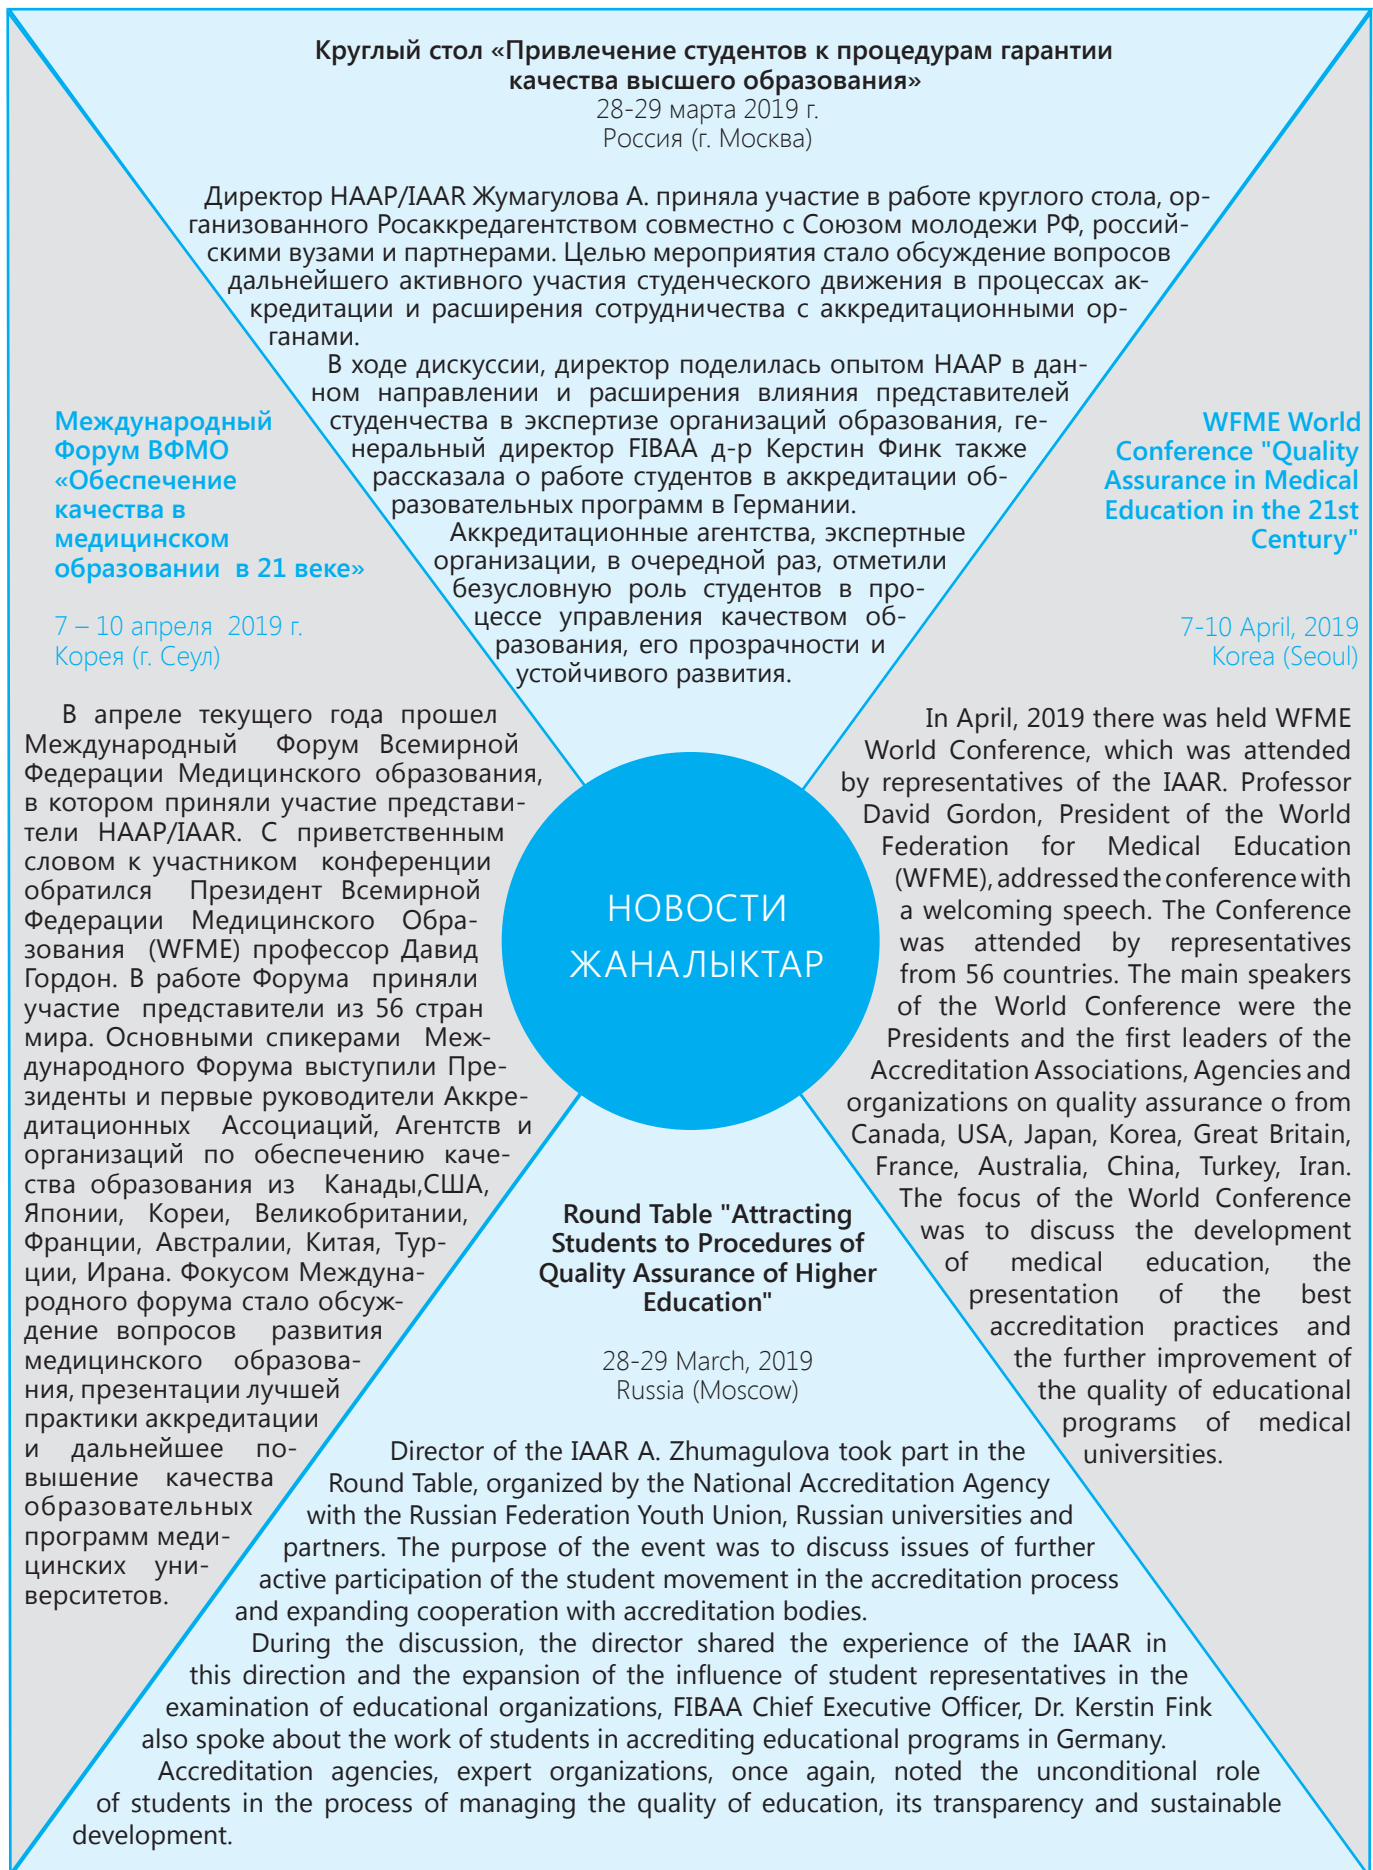 Круглый стол «Привлечение студентов к процедурам гарантии
качества высшего образования»
28-29 марта 2019 г.
Россия (г. Москва)
Директор НААР/IAAR Жумагулова А. приняла участие в работе круглого стола, ор-
ганизованного Росаккредагентством совместно с Союзом молодежи РФ, россий-
скими вузами и партнерами. Целью мероприятия стало обсуждение вопросов
дальнейшего активного участия студенческого движения в процессах ак-
кредитации и расширения сотрудничества с аккредитационными ор-
ганами.
В ходе дискуссии, директор поделилась опытом НААР в дан-
ном направлении и расширения влияния представителей
студенчества в экспертизе организаций образования, ге-
неральный директор FIBAA д-р Керстин Финк также
рассказала о работе студентов в аккредитации об-
разовательных программ в Германии.
Аккредитационные агентства, экспертные
организации, в очередной раз, отметили
безусловную роль студентов в про-
цессе управления качеством об-
разования, его прозрачности и
устойчивого развития.
Международный
Форум ВФМО
«Обеспечение
качества в
медицинском
образовании в 21 веке»
7 – 10 апреля 2019 г.
Корея (г. Сеул)
В апреле текущего года прошел
Международный Форум Всемирной
Федерации Медицинского образования,
в котором приняли участие представи-
тели НААР/IAAR. С приветственным
словом к участником конференции
обратился Президент Всемирной
Федерации Медицинского Обра-
зования (WFME) профессор Давид
Гордон. В работе Форума приняли
участие представители из 56 стран
мира. Основными спикерами Меж-
дународного Форума выступили Пре-
зиденты и первые руководители Аккре-
дитационных Ассоциаций, Агентств и
организаций по обеспечению каче-
ства образования из Канады,США,
Японии, Кореи, Великобритании,
Франции, Австралии, Китая, Тур-
ции, Ирана. Фокусом Междуна-
родного форума стало обсуж-
дение вопросов развития
медицинского образова-
ния, презентации лучшей
практики аккредитации
и дальнейшее по-
вышение качества
образовательных
программ меди-
цинских уни-
верситетов.
НОВОСТИ
ЖАНАЛЫКТАР
WFME World
Conference "Quality
Assurance in Medical
Education in the 21st
Century"
7-10 April, 2019
Korea (Seoul)
In April, 2019 there was held WFME
World Conference, which was attended
by representatives of the IAAR. Professor
David Gordon, President of the World
Federation for Medical Education
(WFME), addressed the conference with
a welcoming speech. The Conference
was attended by representatives
from 56 countries. The main speakers
of the World Conference were the
Presidents and the first leaders of the
Accreditation Associations, Agencies and
organizations on quality assurance o from
Canada, USA, Japan, Korea, Great Britain,
France, Australia, China, Turkey, Iran.
The focus of the World Conference
was to discuss the development
of medical education, the
presentation of the best
accreditation practices and
the further improvement of
the quality of educational
programs of medical
universities.
Round Table "Attracting
Students to Procedures of
Quality Assurance of Higher
Education"
28-29 March, 2019
Russia (Moscow)
Director of the IAAR A. Zhumagulova took part in the
Round Table, organized by the National Accreditation Agency
with the Russian Federation Youth Union, Russian universities and
partners. The purpose of the event was to discuss issues of further
active participation of the student movement in the accreditation process
and expanding cooperation with accreditation bodies.
During the discussion, the director shared the experience of the IAAR in
this direction and the expansion of the influence of student representatives in the
examination of educational organizations, FIBAA Chief Executive Officer, Dr. Kerstin Fink
also spoke about the work of students in accrediting educational programs in Germany.
Accreditation agencies, expert organizations, once again, noted the unconditional role
of students in the process of managing the quality of education, its transparency and sustainable
development.